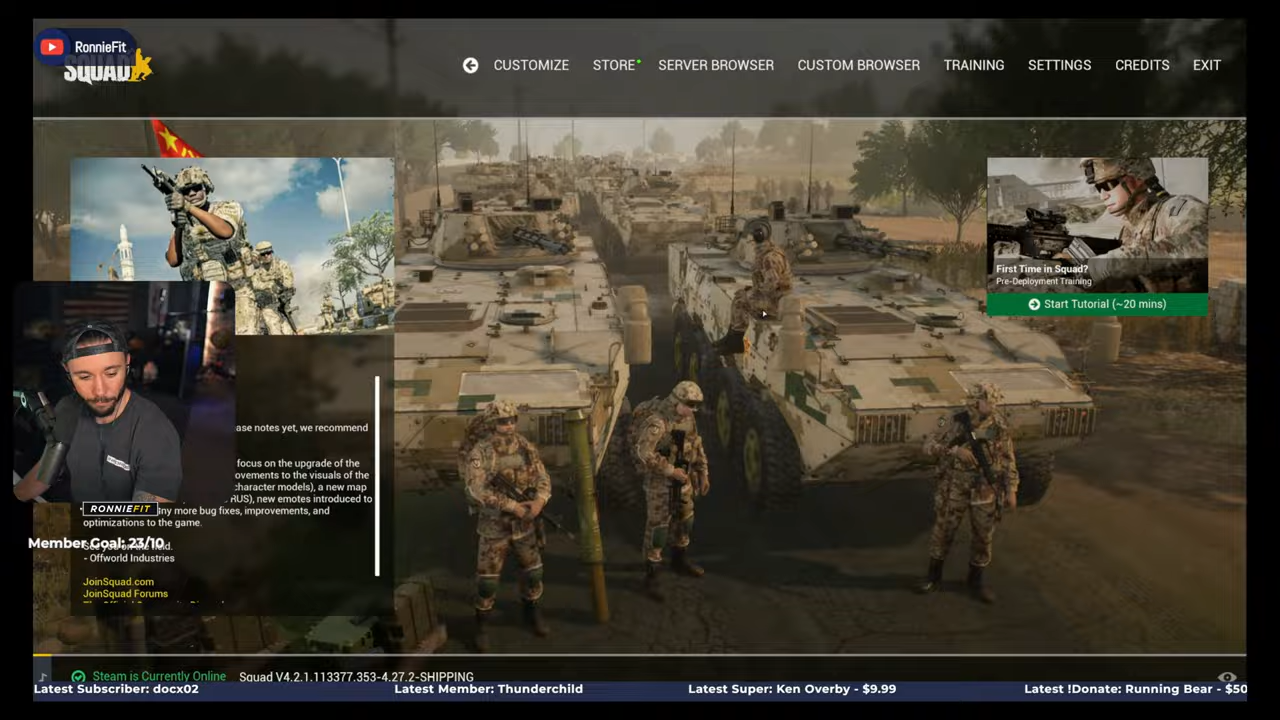 RonnieFit
SQUAD
CUSTOMIZE
STORE
SERVER BROWSER
CUSTOM BROWSER
TRAINING
SETTINGS
CREDITS
EXIT
First Time in Squad?
Pre-Deployment Training
Start Tutorial (~20 mins)
ase notes yet, we recommend
focus on the upgrade of the
ovements to the visuals of the
character models), a new map
RUS), new emotes introduced to
ny more bug fixes, improvements, and
optimizations to the game.
RONNIEFIT
Member Goal: 23/10
- Offworld Industries
JoinSquad.com
JoinSquad Forums
Steam is Currently Online
Squad V4.2.1.113377.353-4.27.2-SHIPPING
Latest Subscriber: docx02
Latest Member: Thunderchild
Latest Super: Ken Overby - $9.99
Latest !Donate: Running Bear - $50